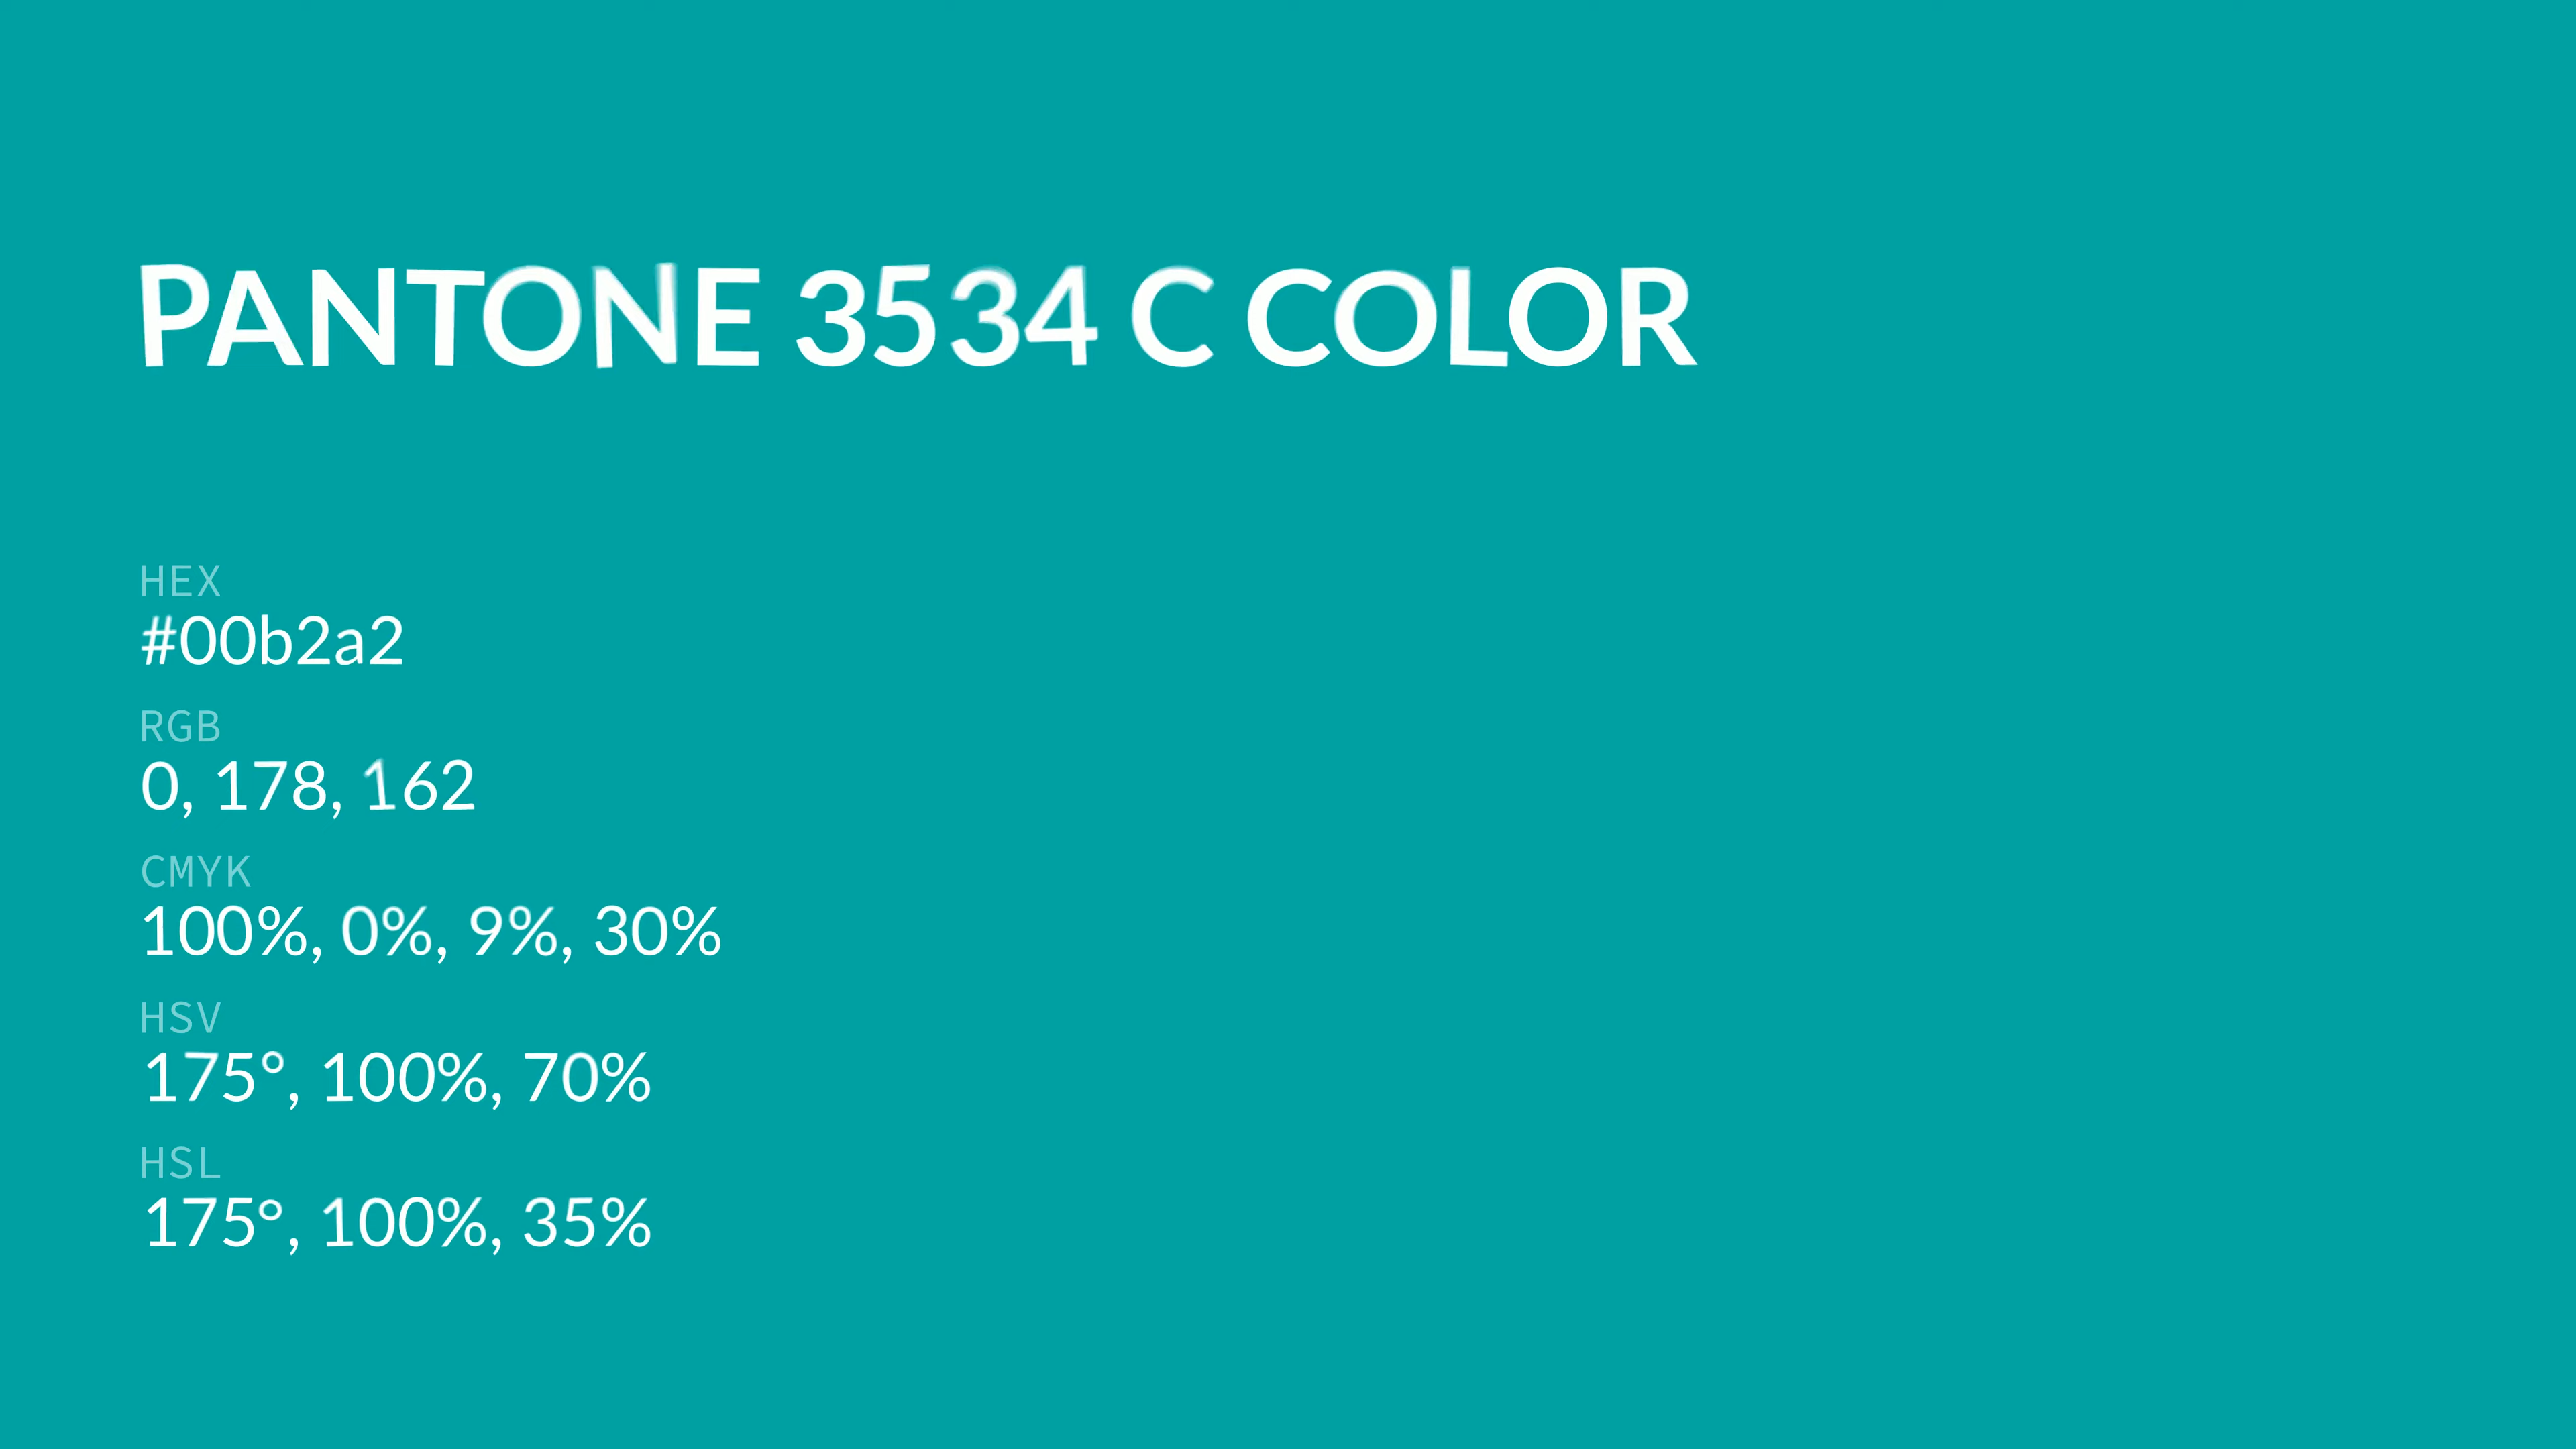 PANTONE 3534 C COLOR
HEX
#00b2a2
RGB
0, 178, 162
CMYK
100%, 0%, 9%, 30%
HSV
175°, 100%, 70%
HSL
175°, 100%, 35%